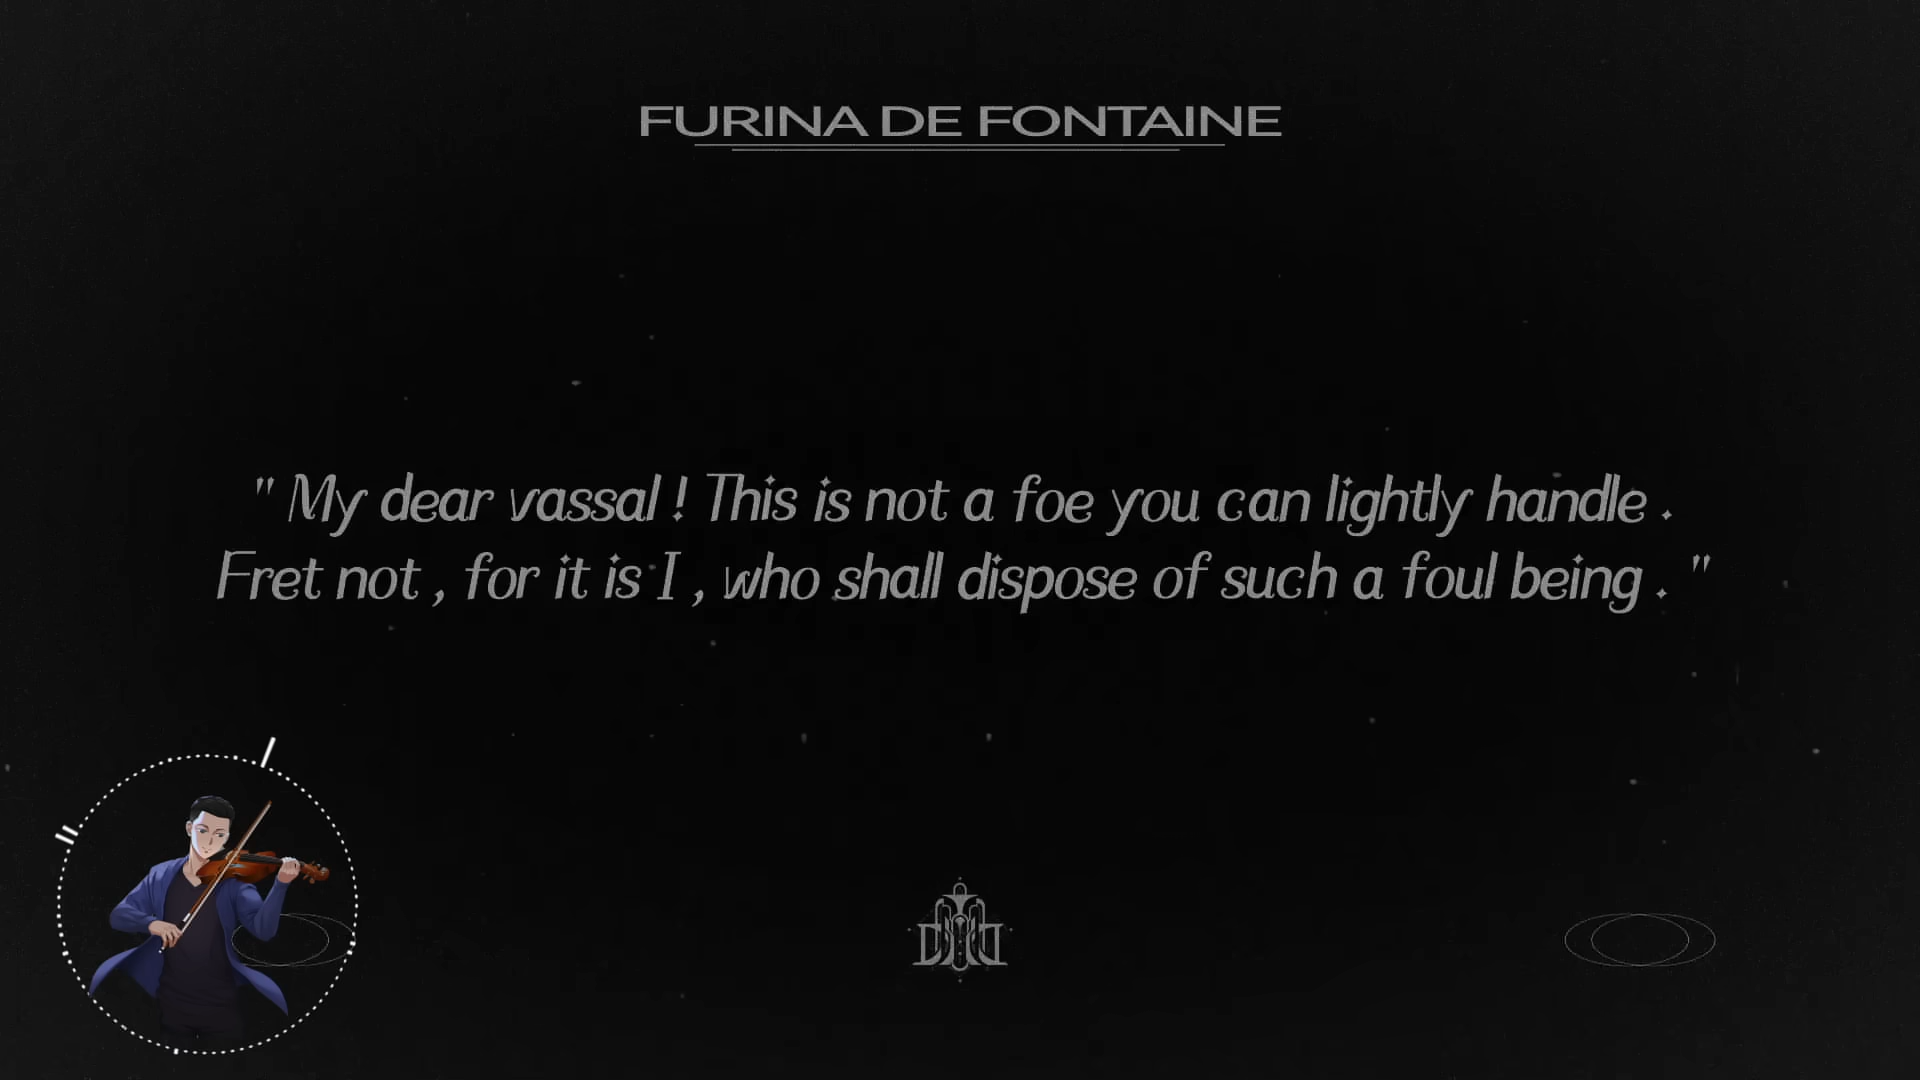 FURINA DE FONTAINE
" My dear vassal ! This is not a foe you can lightly handle .
Fret not , for it is I , who shall dispose of such a foul being . "